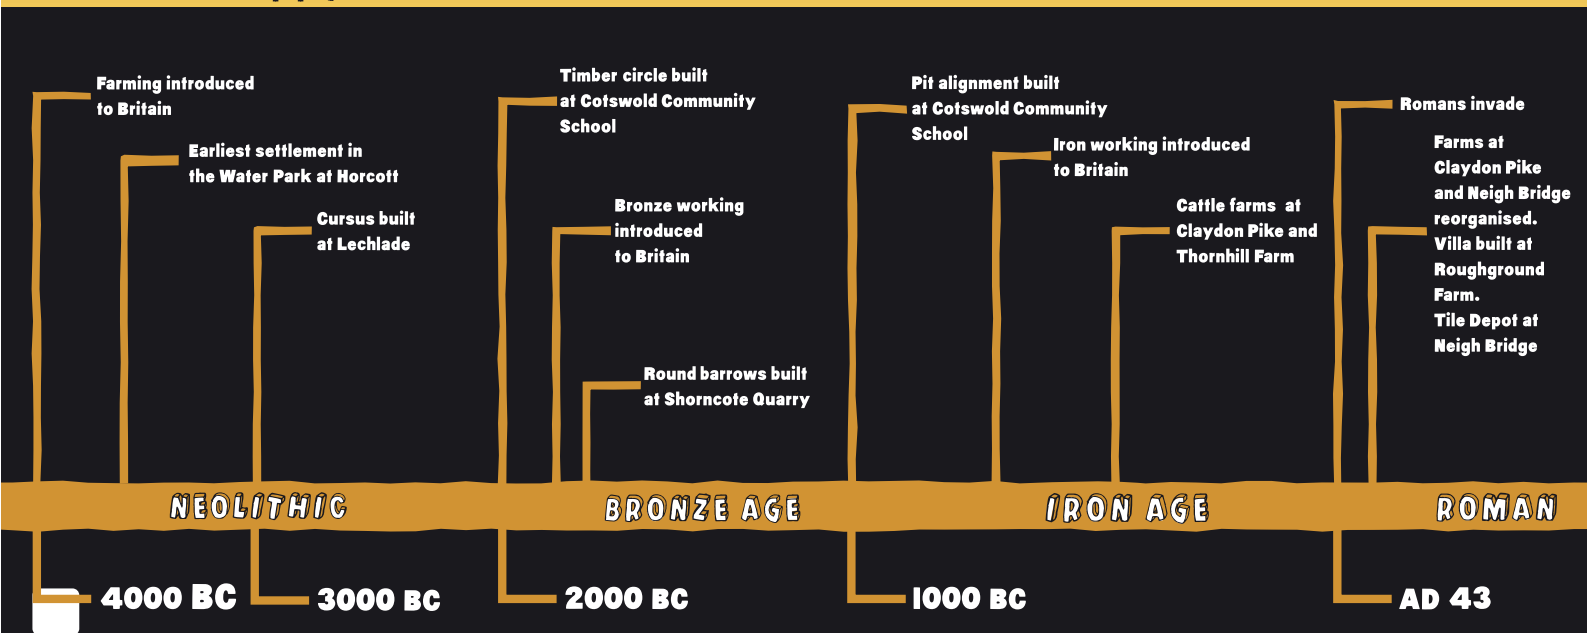 Farming introduced
to Britain
Earliest settlement in
the Water Park at Horcott
Cursus built
at Lechlade
Timber circle built
at Cotswold Community
School
Bronze working
introduced
to Britain
Round barrows built
at Shorncote Quarry
Pit alignment built
at Cotswold Community
School
Iron working introduced
to Britain
Cattle farms at
Claydon Pike and
Thornhill Farm
Romans invade
Farms at
Claydon Pike
and Neigh Bridge
reorganised.
Villa built at
Roughground
Farm.
Tile Depot at
Neigh Bridge
NEOLITHIC
BRONZE AGE
IRON AGE
ROMAN
4000 BC
3000 BC
2000 BC
1000 BC
AD 43